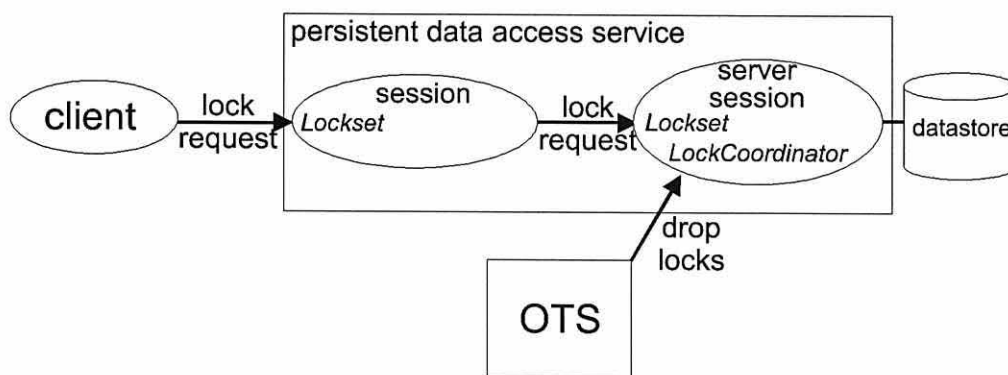 persistent data access service
client
lock
request
session
Lockset
lock
request
server
session
Lockset
LockCoordinator
datastore
drop
locks
OTS